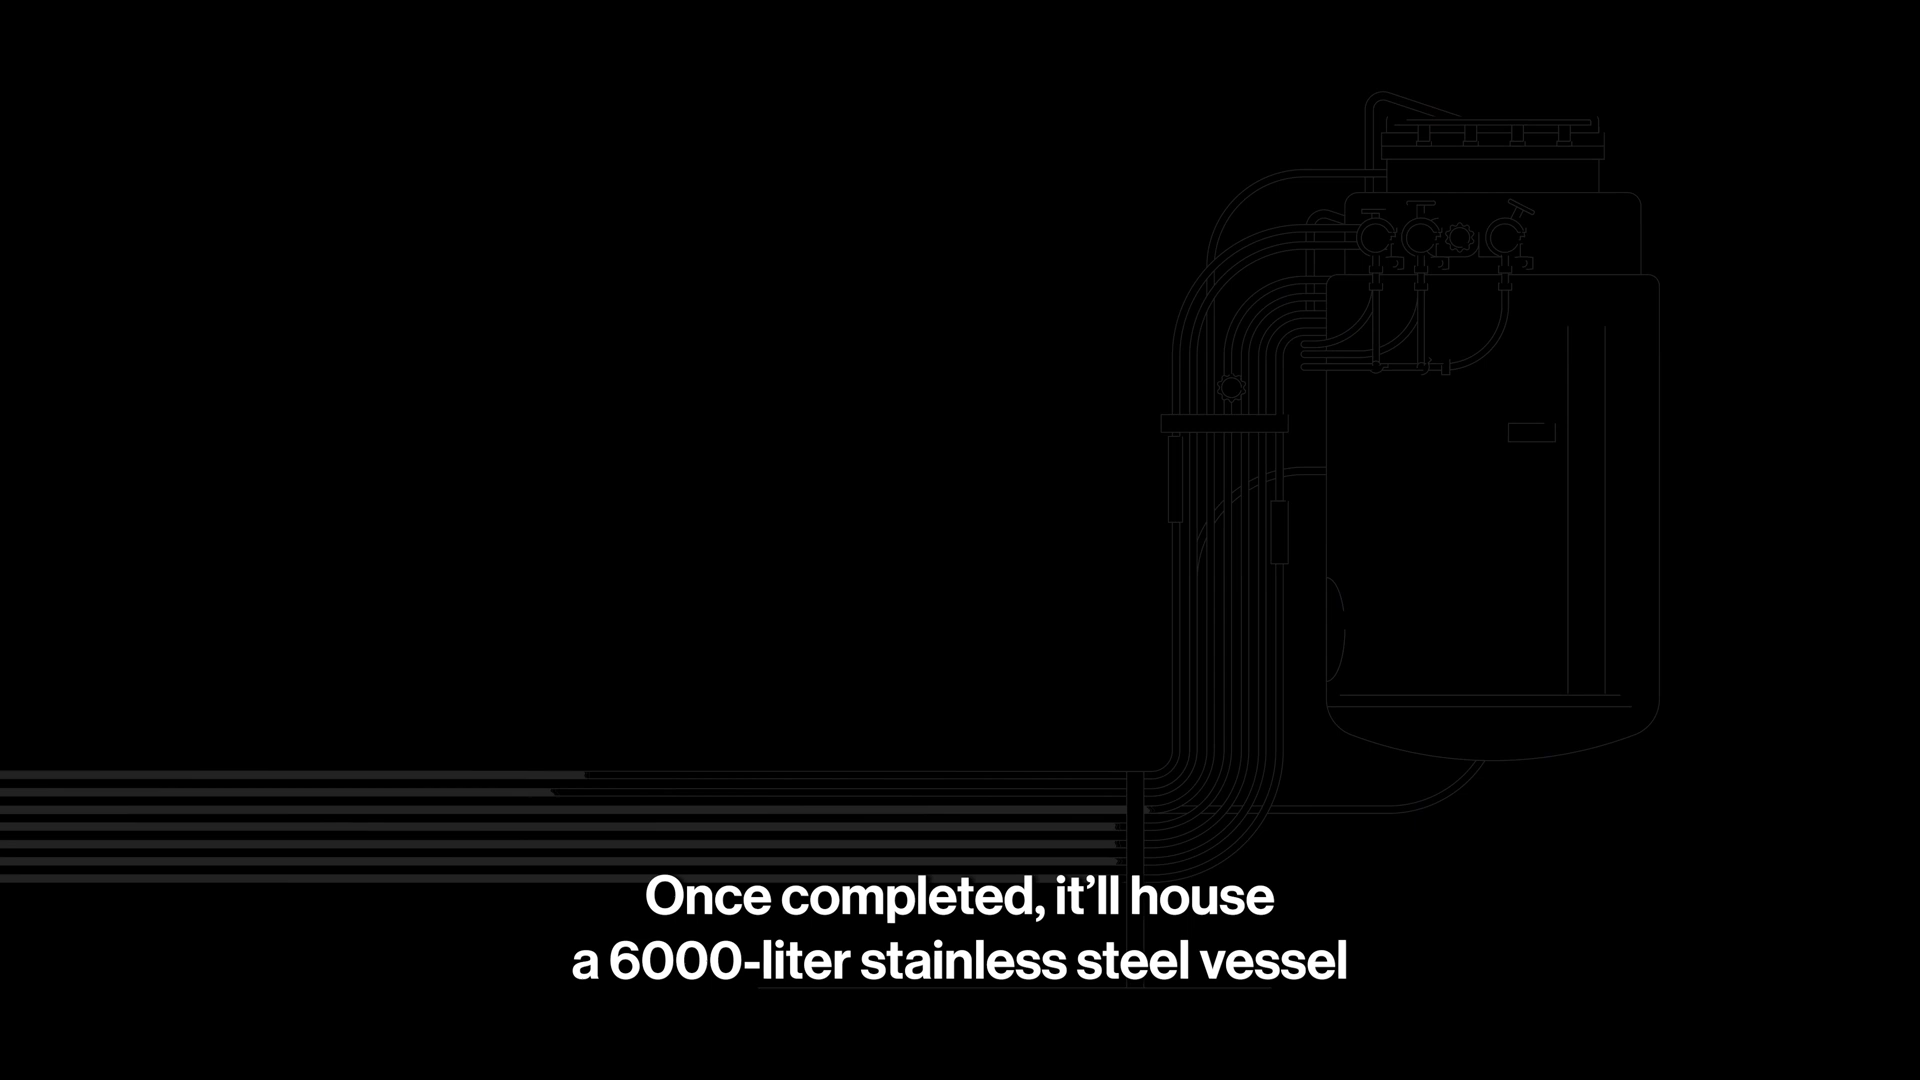 Once completed, it’ll house
a 6000-liter stainless steel vessel